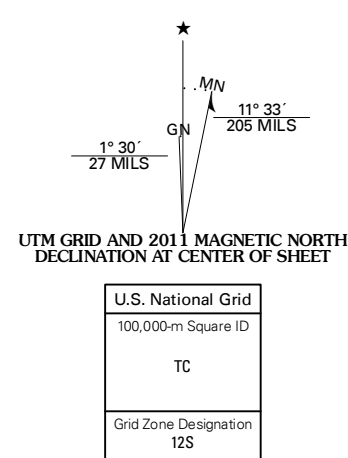 ★
MN
11° 33´
205 MILS
GN
1° 30´
27 MILS
UTM GRID AND 2011 MAGNETIC NORTH
DECLINATION AT CENTER OF SHEET
U.S. National Grid
100,000-m Square ID
TC
Grid Zone Designation
12S